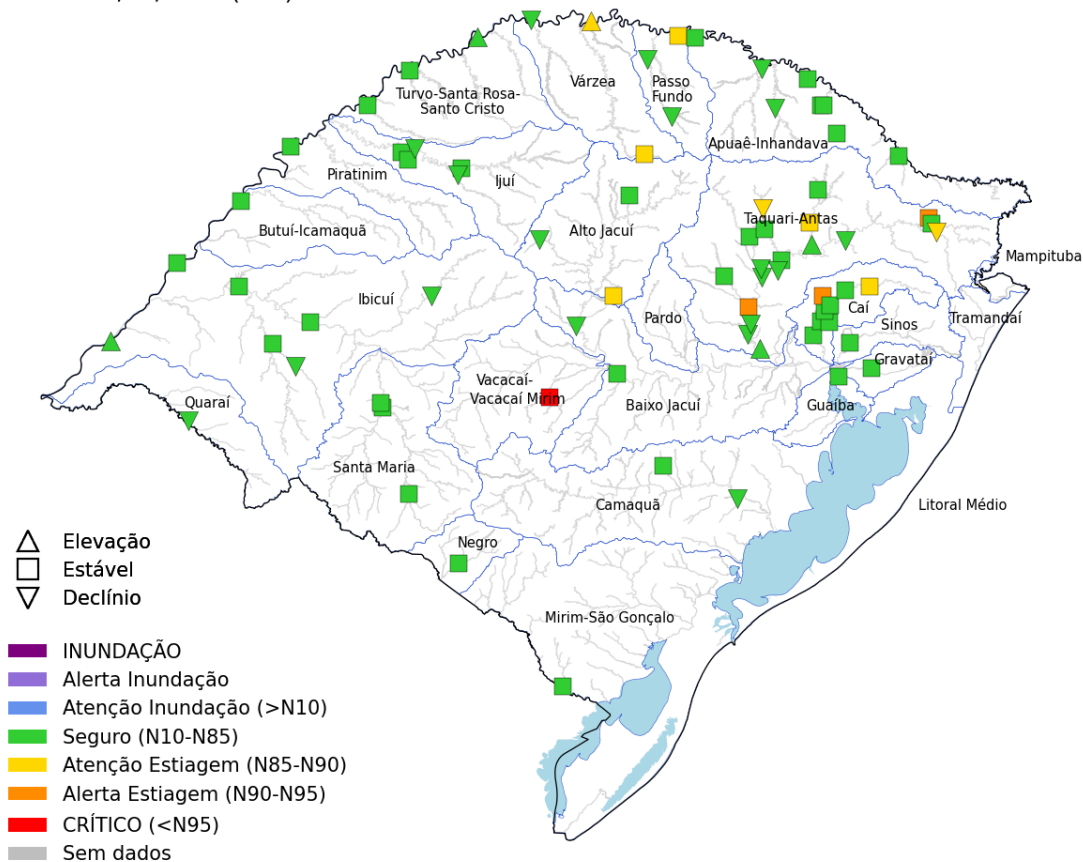 Várzea
Passo
Fundo
Turvo-Santa Rosa-
Santo Cristo
Apuaê-Inhandava
Piratinim
Ijuí
Butuí-Icamaquã
Alto Jacuí
Taquari-Antas
Mampituba
Ibicuí
Pardo
Caí
Tramandaí
Sinos
Gravataí
Quaraí
Vacacaí-
Vacacaí Mirim
Baixo Jacuí
Guaíba
Santa Maria
Camaquã
Litoral Médio
Negro
Mirim-São Gonçalo
Elevação
Estável
Declínio
INUNDAÇÃO
Alerta Inundação
Atenção Inundação (>N10)
Seguro (N10-N85)
Atenção Estiagem (N85-N90)
Alerta Estiagem (N90-N95)
CRÍTICO (<N95)
Sem dados